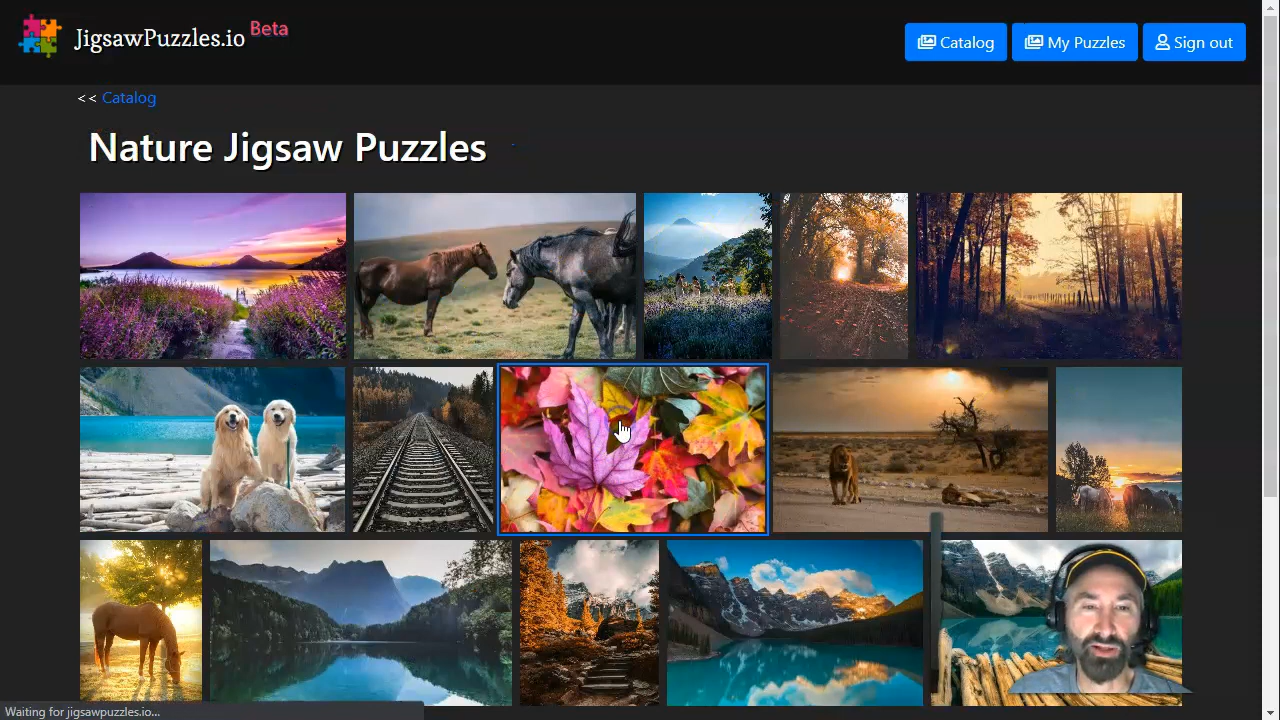 JigsawPuzzles.io Beta
Catalog
My Puzzles
Sign out
<< Catalog
Nature Jigsaw Puzzles
Waiting for jigsawpuzzles.io...